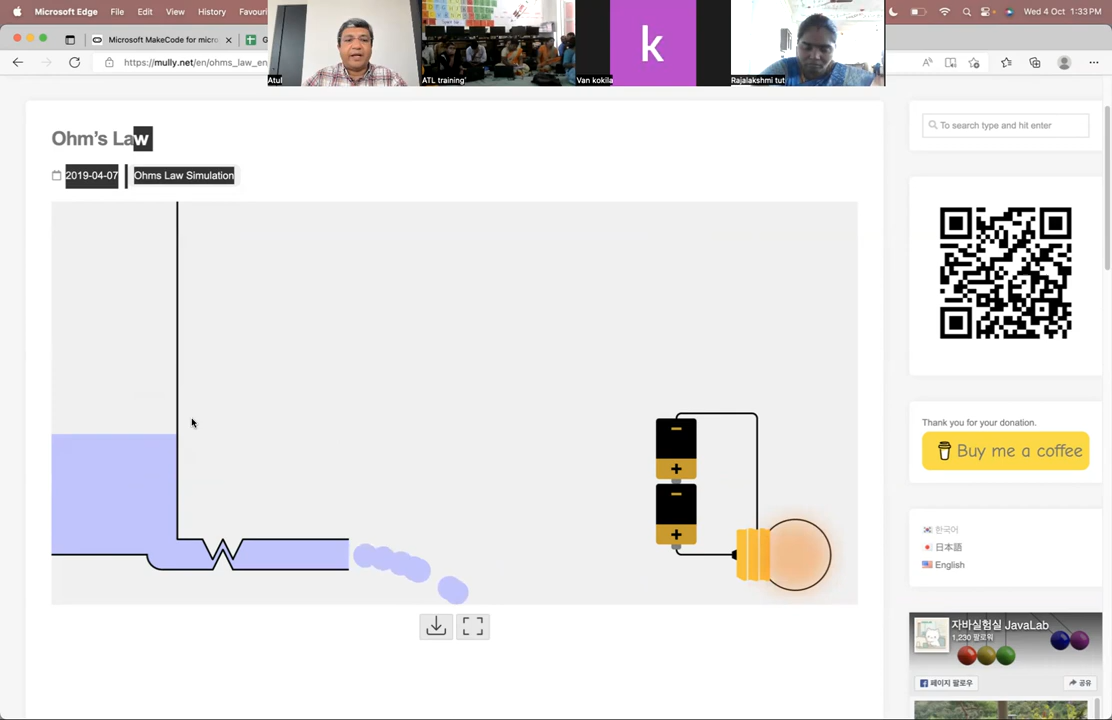 Microsoft Edge File Edit View History Favouri
Wed 4 Oct 1:33 PM
Microsoft MakeCode for micro
G
https://mully.net/en/ohms_law_en
Atul
ATL training'
k
Van kokila
Rajalakshmi tut
Ohm's Law
2019-04-07
Ohms Law Simulation
To search type and hit enter
Thank you for your donation.
Buy me a coffee
한국어
日本語
English
자바실험실 JavaLab
1,230 팔로워
페이지 팔로우
공유